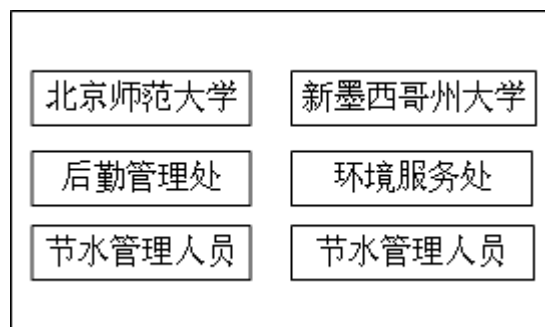 北京师范大学
新墨西哥州大学
后勤管理处
环境服务处
节水管理人员
节水管理人员